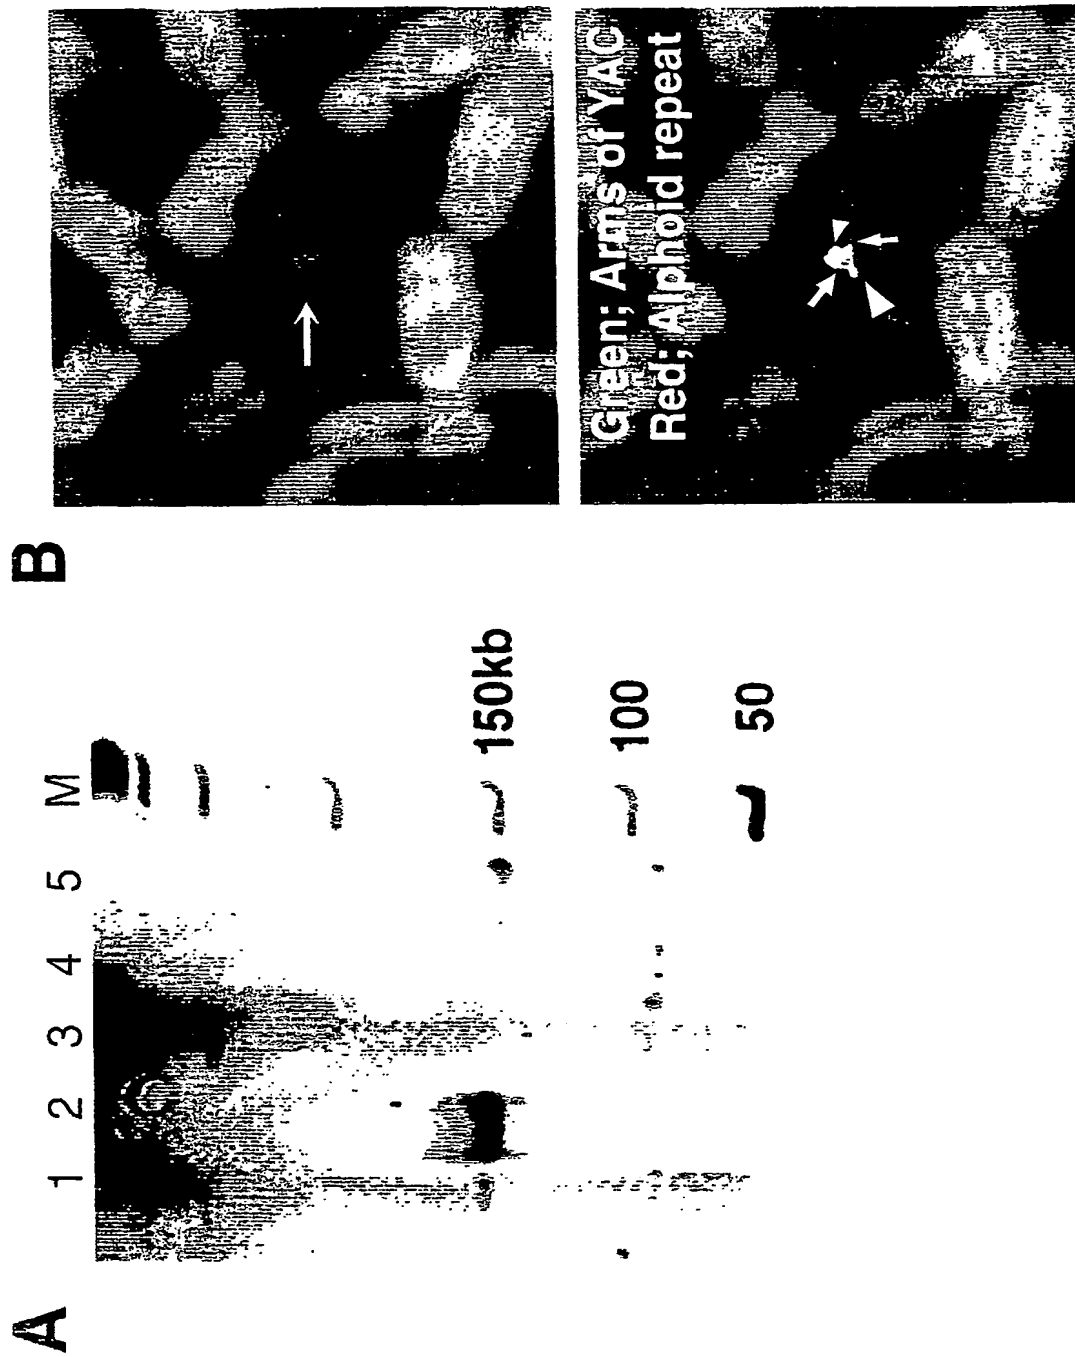 A
1 2 3 4 5 M
150kb
100
50
B
Green; Arms of YAC
Red; Alphoid repeat